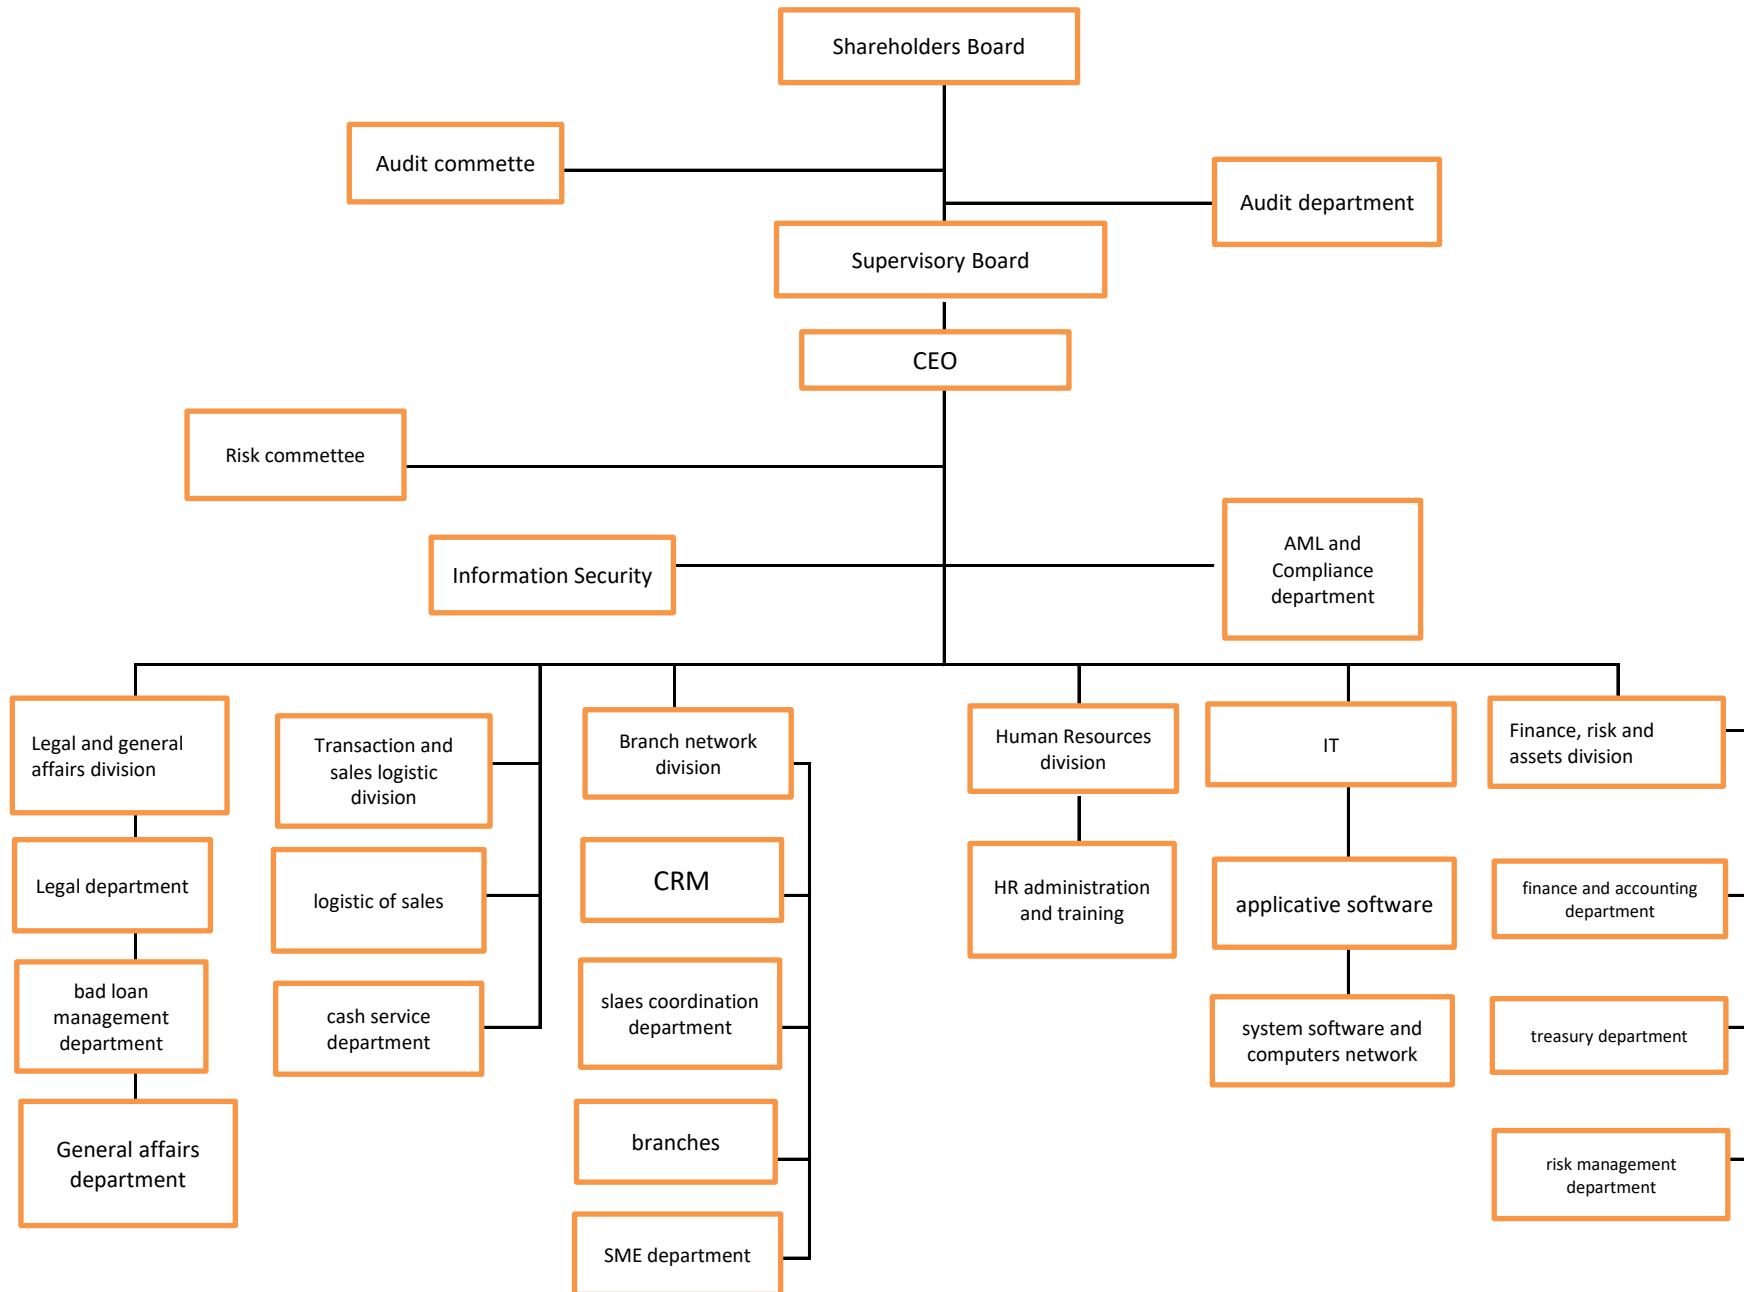 Shareholders Board
Audit commette
Audit department
Supervisory Board
CEO
Risk commettee
Information Security
AML and
Compliance
department
Legal and general
affairs division
Transaction and
sales logistic
division
Branch network
division
Human Resources
division
IT
Finance, risk and
assets division
Legal department
logistic of sales
CRM
HR administration
and training
applicative software
finance and accounting
department
bad loan
management
department
cash service
department
slaes coordination
department
system software and
computers network
treasury department
General affairs
department
branches
risk management
department
SME department